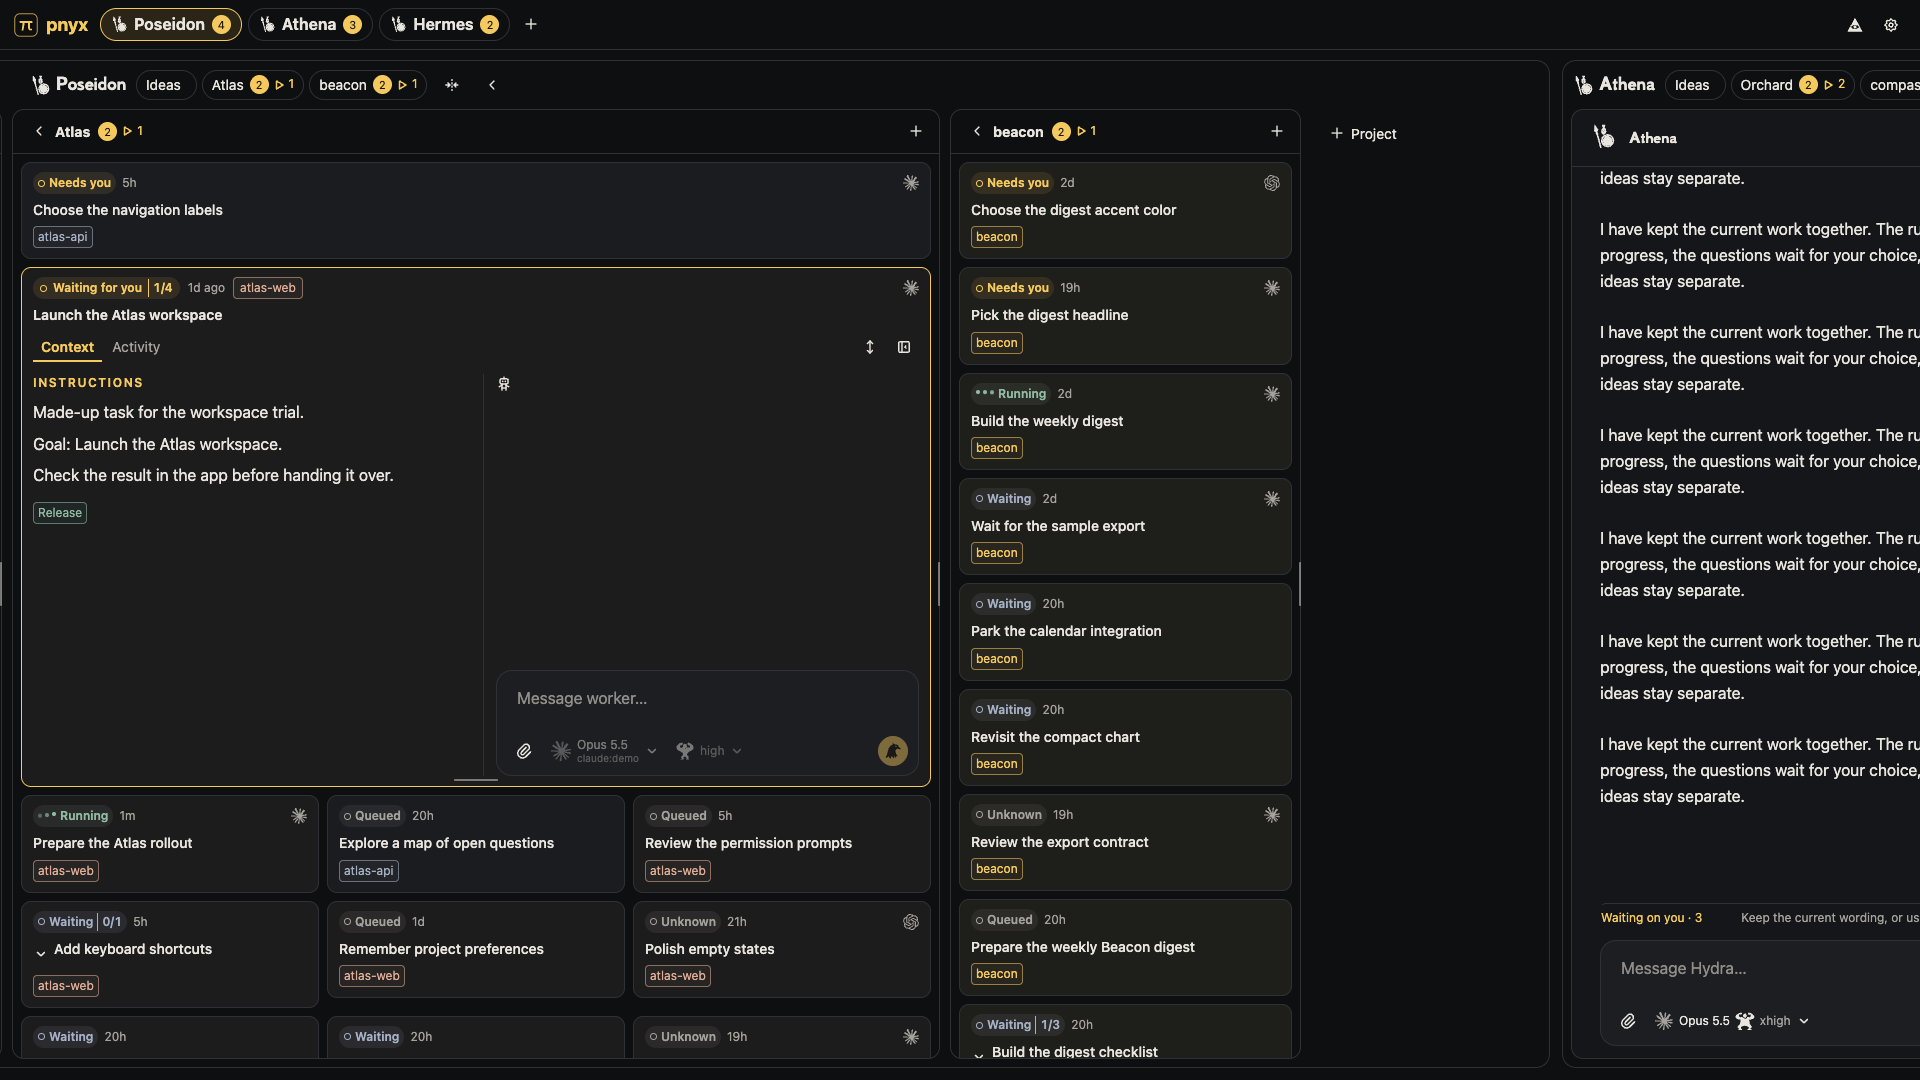 π pnyx Poseidon 4 Athena 3 Hermes 2 +
Poseidon Ideas Atlas 2 1 beacon 2 1
Atlas 2 1
Needs you 5h
Choose the navigation labels
atlas-api
Waiting for you 1/4 1d ago atlas-web
Launch the Atlas workspace
Context Activity
INSTRUCTIONS
Made-up task for the workspace trial.
Goal: Launch the Atlas workspace.
Check the result in the app before handing it over.
Release
Message worker...
Opus 5.5
claude:demo
high
Running 1m
Prepare the Atlas rollout
atlas-web
Queued 20h
Explore a map of open questions
atlas-api
Queued 5h
Review the permission prompts
atlas-web
Waiting 0/1 5h
Add keyboard shortcuts
atlas-web
Queued 1d
Remember project preferences
atlas-web
Unknown 21h
Polish empty states
atlas-web
Waiting 20h
Waiting 20h
Unknown 19h
beacon 2 1
Needs you 2d
Choose the digest accent color
beacon
Needs you 19h
Pick the digest headline
beacon
Running 2d
Build the weekly digest
beacon
Waiting 2d
Wait for the sample export
beacon
Waiting 20h
Park the calendar integration
beacon
Waiting 20h
Revisit the compact chart
beacon
Unknown 19h
Review the export contract
beacon
Queued 20h
Prepare the weekly Beacon digest
beacon
Waiting 1/3 20h
Build the digest checklist
+ Project
Athena Ideas Orchard 2 2 compas
Athena
ideas stay separate.
I have kept the current work together. The ru
progress, the questions wait for your choice,
ideas stay separate.
I have kept the current work together. The ru
progress, the questions wait for your choice,
ideas stay separate.
I have kept the current work together. The ru
progress, the questions wait for your choice,
ideas stay separate.
I have kept the current work together. The ru
progress, the questions wait for your choice,
ideas stay separate.
I have kept the current work together. The ru
progress, the questions wait for your choice,
ideas stay separate.
I have kept the current work together. The ru
progress, the questions wait for your choice,
ideas stay separate.
Waiting on you · 3 Keep the current wording, or us
Message Hydra...
Opus 5.5 xhigh